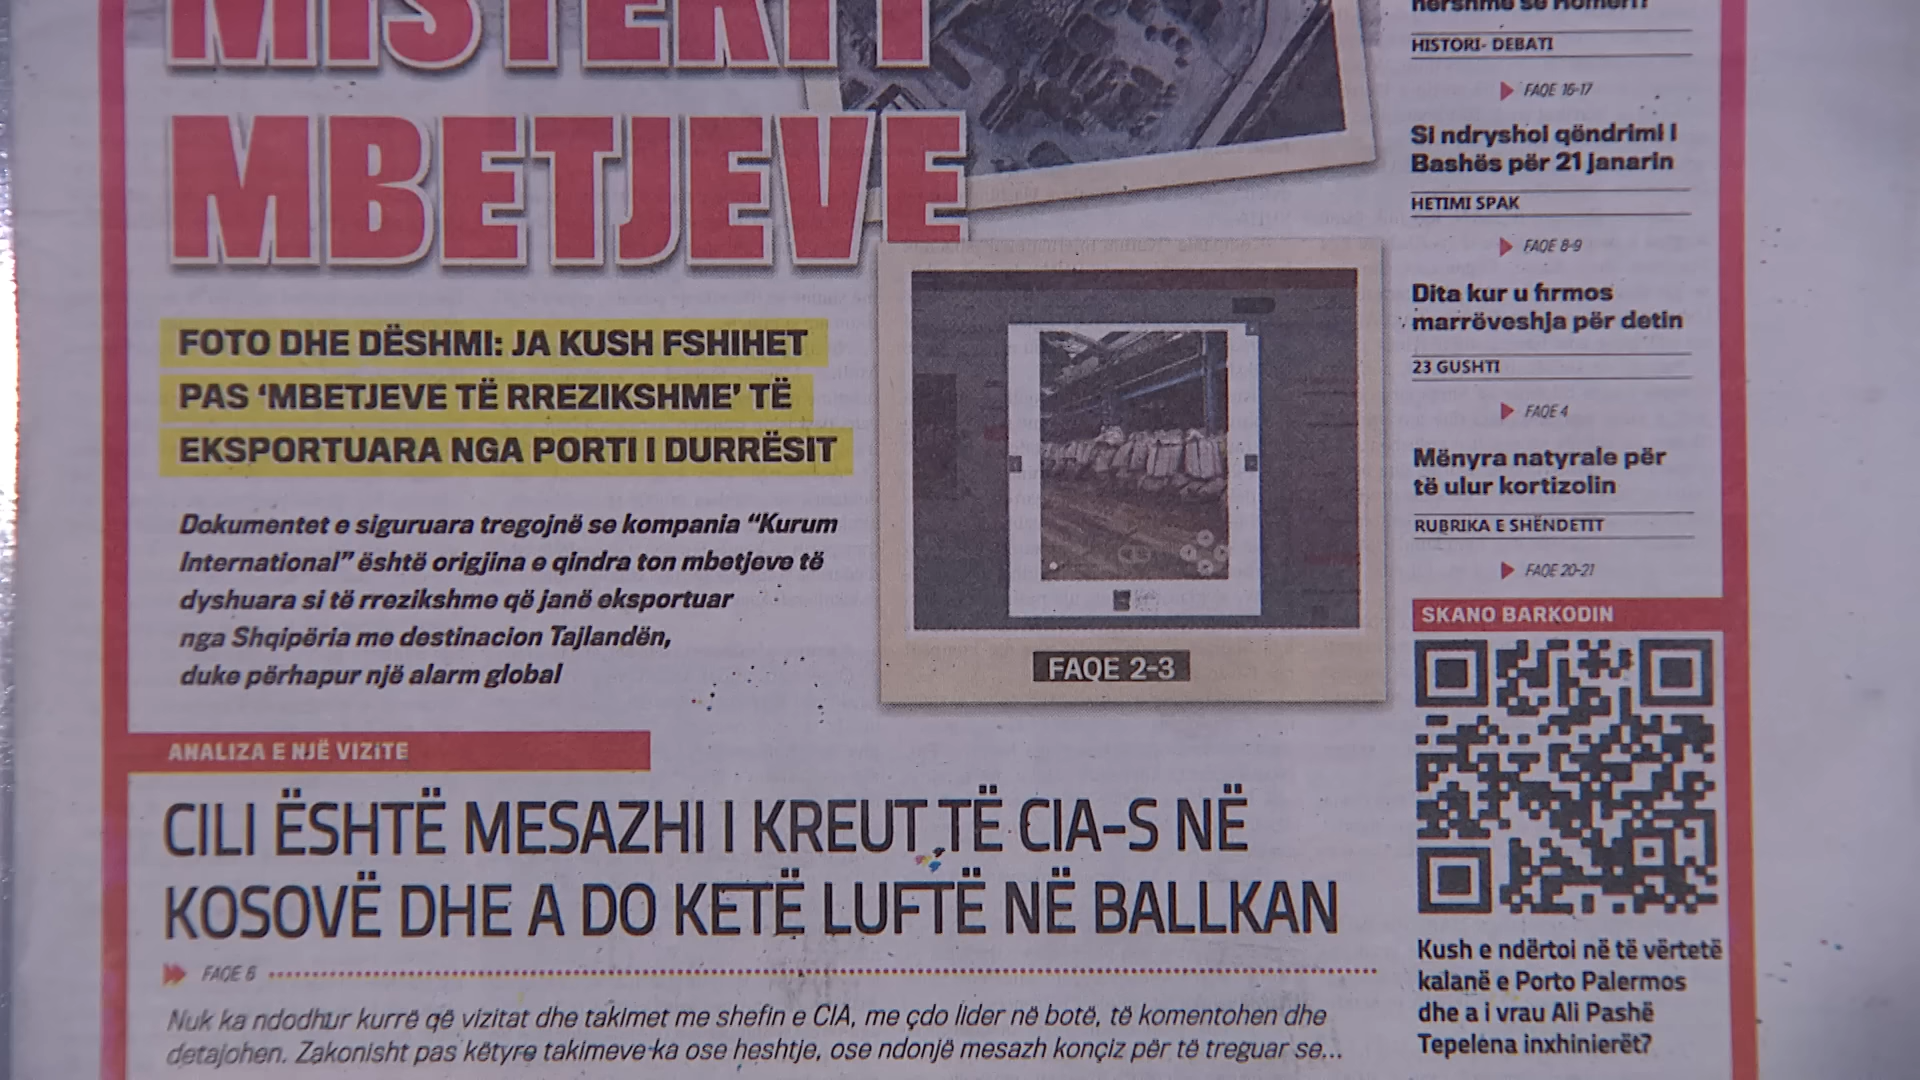 MISTERIT
MBETJEVE
FOTO DHE DËSHMI: JA KUSH FSHIHET
PAS ‘MBETJEVE TË RREZIKSHME’ TË
EKSPORTUARA NGA PORTI I DURRËSIT
Dokumentet e siguruara tregojnë se kompania “Kurum
International” është origjina e qindra ton mbetjeve të
dyshuara si të rrezikshme që janë eksportuar
nga Shqipëria me destinacion Tajlandën,
duke përhapur një alarm global
FAQE 2-3
ANALIZA E NJË VIZiTE
CILI ËSHTË MESAZHI I KREUT TË CIA-S NË
KOSOVË DHE A DO KETË LUFTË NË BALLKAN
FAQE 6
Nuk ka ndodhur kurrë që vizitat dhe takimet me shefin e CIA, me çdo lider në botë, të komentohen dhe
detajohen. Zakonisht pas këtyre takimeve ka ose heshtje, ose ndonjë mesazh konçiz për të treguar se...
HISTORI- DEBATI
FAQE 16-17
Si ndryshoi qëndrimi i
Bashës për 21 janarin
HETIMI SPAK
FAQE 8-9
Dita kur u firmos
marrëveshja për detin
23 GUSHTI
FAQE 4
Mënyra natyrale për
të ulur kortizolin
RUBRIKA E SHËNDETIT
FAQE 20-21
SKANO BARKODIN
Kush e ndërtoi në të vërtetë
kalanë e Porto Palermos
dhe a i vrau Ali Pashë
Tepelena inxhinierët?